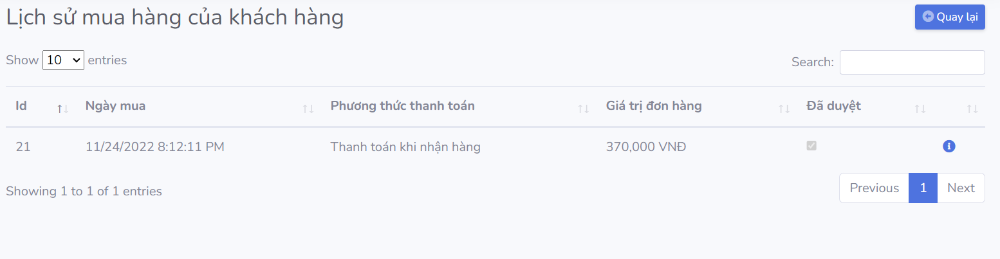 Lịch sử mua hàng của khách hàng
Quay lại
Show 10 entries
Search:
Id Ngày mua Phương thức thanh toán Giá trị đơn hàng Đã duyệt
21 11/24/2022 8:12:11 PM Thanh toán khi nhận hàng 370,000 VNĐ
Showing 1 to 1 of 1 entries
Previous 1 Next